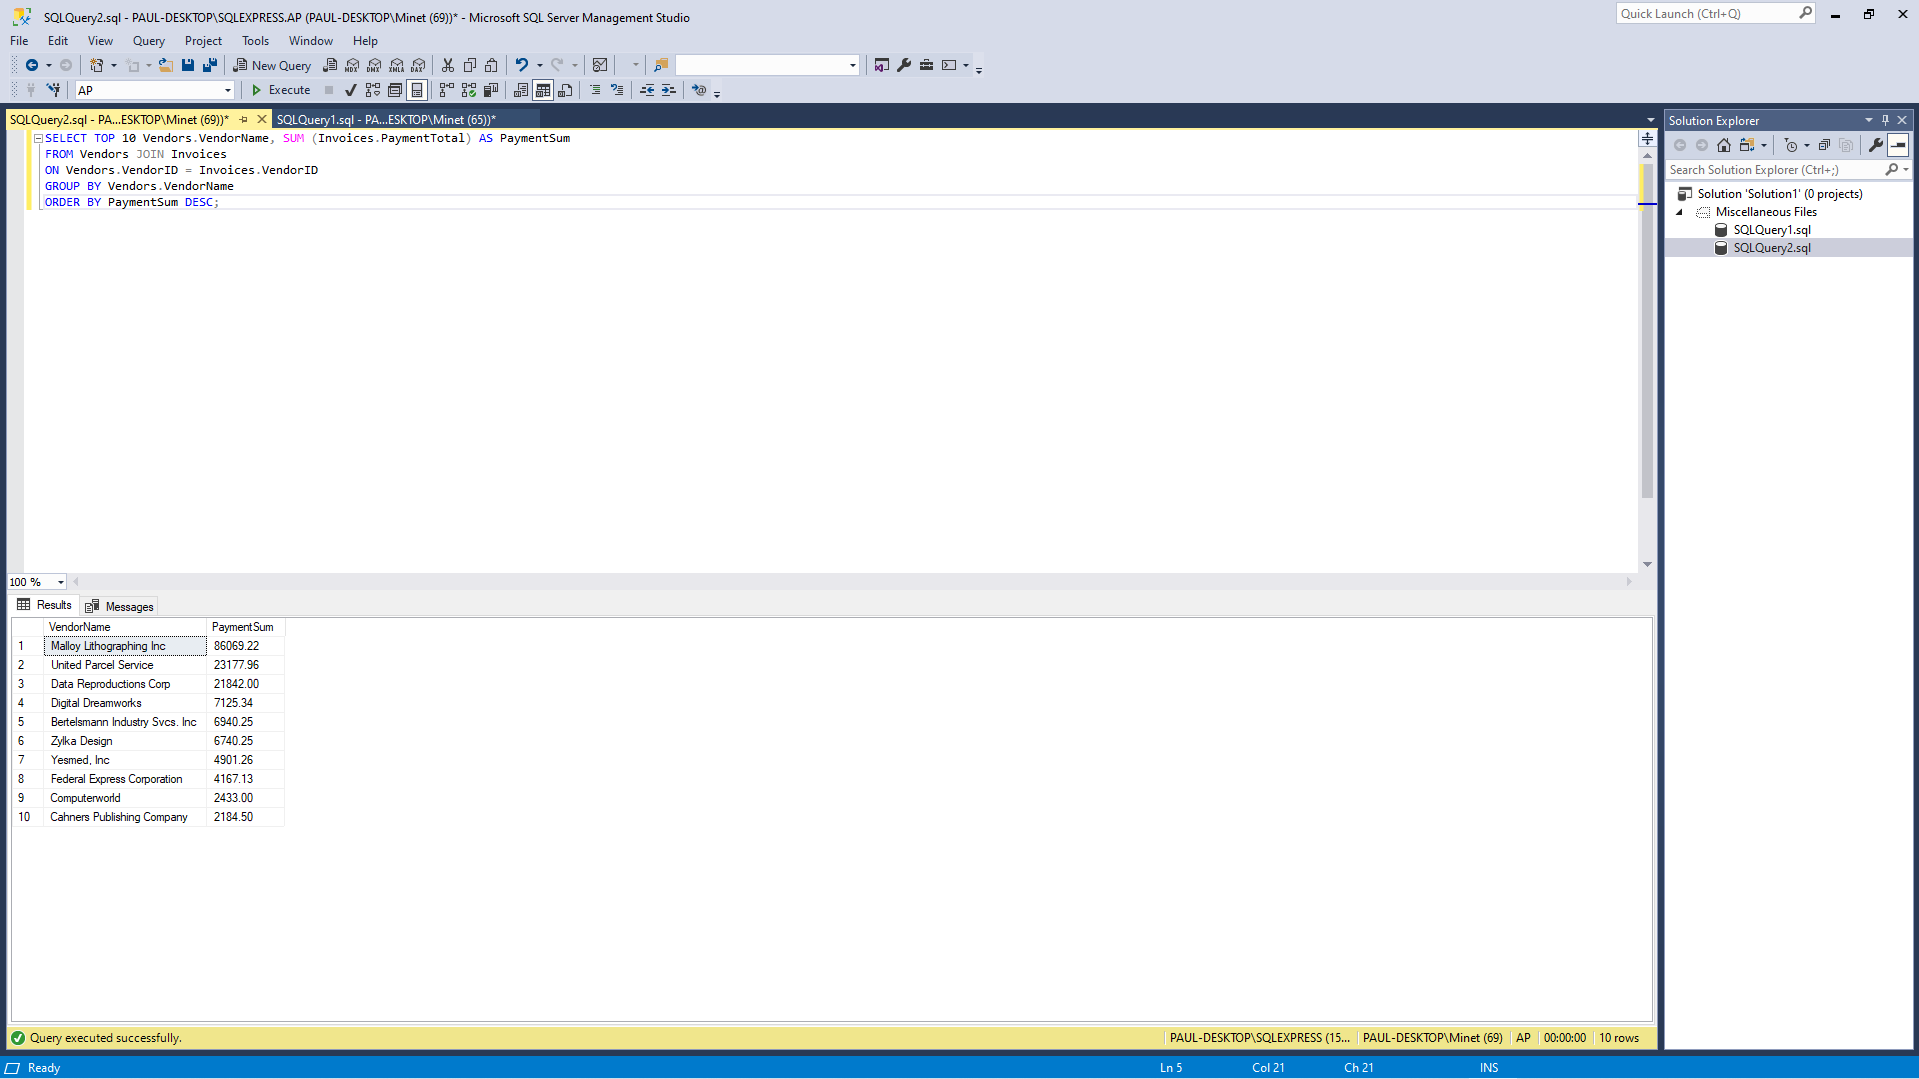 SQLQuery2.sql - PAUL-DESKTOP\SQLEXPRESS.AP (PAUL-DESKTOP\Minet (69))* - Microsoft SQL Server Management Studio
Quick Launch (Ctrl+Q)
File Edit View Query Project Tools Window Help
New Query
MDX DMX XMLA DAX
AP
Execute
SQLQuery2.sql - PA...ESKTOP\Minet (69))*
SQLQuery1.sql - PA...ESKTOP\Minet (65))*
SELECT TOP 10 Vendors.VendorName, SUM (Invoices.PaymentTotal) AS PaymentSum
FROM Vendors JOIN Invoices
ON Vendors.VendorID = Invoices.VendorID
GROUP BY Vendors.VendorName
ORDER BY PaymentSum DESC;
Solution Explorer
Search Solution Explorer (Ctrl+;)
Solution 'Solution1' (0 projects)
Miscellaneous Files
SQLQuery1.sql
SQLQuery2.sql
100 %
Results Messages
VendorName PaymentSum
1 Malloy Lithographing Inc 86069.22
2 United Parcel Service 23177.96
3 Data Reproductions Corp 21842.00
4 Digital Dreamworks 7125.34
5 Bertelsmann Industry Svcs. Inc 6940.25
6 Zylka Design 6740.25
7 Yesmed, Inc 4901.26
8 Federal Express Corporation 4167.13
9 Computerworld 2433.00
10 Cahners Publishing Company 2184.50
Query executed successfully.
PAUL-DESKTOP\SQLEXPRESS (15... PAUL-DESKTOP\Minet (69) AP 00:00:00 10 rows
Ready Ln 5 Col 21 Ch 21 INS